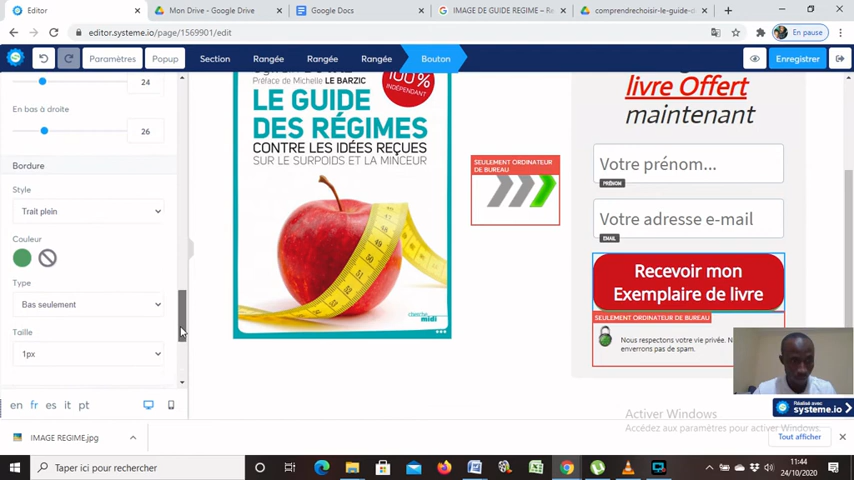 Editor
Mon Drive - Google Drive
Google Docs
IMAGE DE GUIDE REGIME – Re
comprendrechoisir-le-guide-d
editor.systeme.io/page/1569901/edit
En pause
Paramètres
Popup
Section
Rangée
Rangée
Rangée
Bouton
Enregistrer
24
En bas à droite
26
Bordure
Style
Trait plein
Couleur
Type
Bas seulement
Taille
1px
en fr es it pt
Préface de Michelle LE BARZIC
100%
INDÉPENDANT
LE GUIDE
DES RÉGIMES
CONTRE LES IDÉES REÇUES
SUR LE SURPOIDS ET LA MINCEUR
cherche
midi
SEULEMENT ORDINATEUR
DE BUREAU
livre Offert
maintenant
Votre prénom...
PRÉNOM
Votre adresse e-mail
EMAIL
Recevoir mon
Exemplaire de livre
SEULEMENT ORDINATEUR DE BUREAU
Nous respectons votre vie privée. N
enverrons pas de spam.
Réalisé avec
systeme.io
Activer Windows
Accédez aux paramètres pour activer Windows.
IMAGE REGIME.jpg
Tout afficher
Taper ici pour rechercher
11:44
24/10/2020